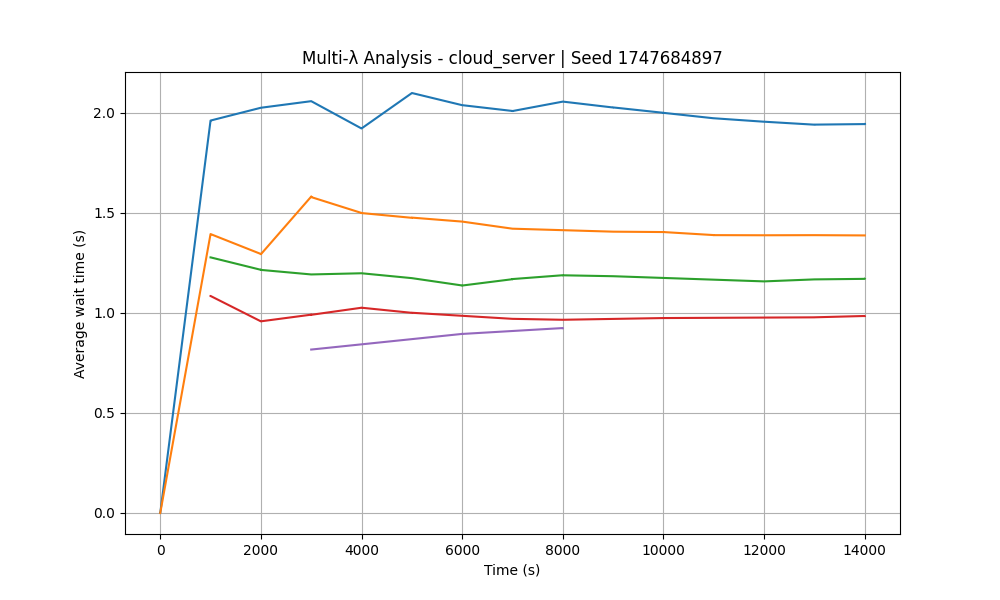 Multi-λ Analysis - cloud_server | Seed 1747684897
Average wait time (s)
2.0
1.5
1.0
0.5
0.0
0 2000 4000 6000 8000 10000 12000 14000
Time (s)